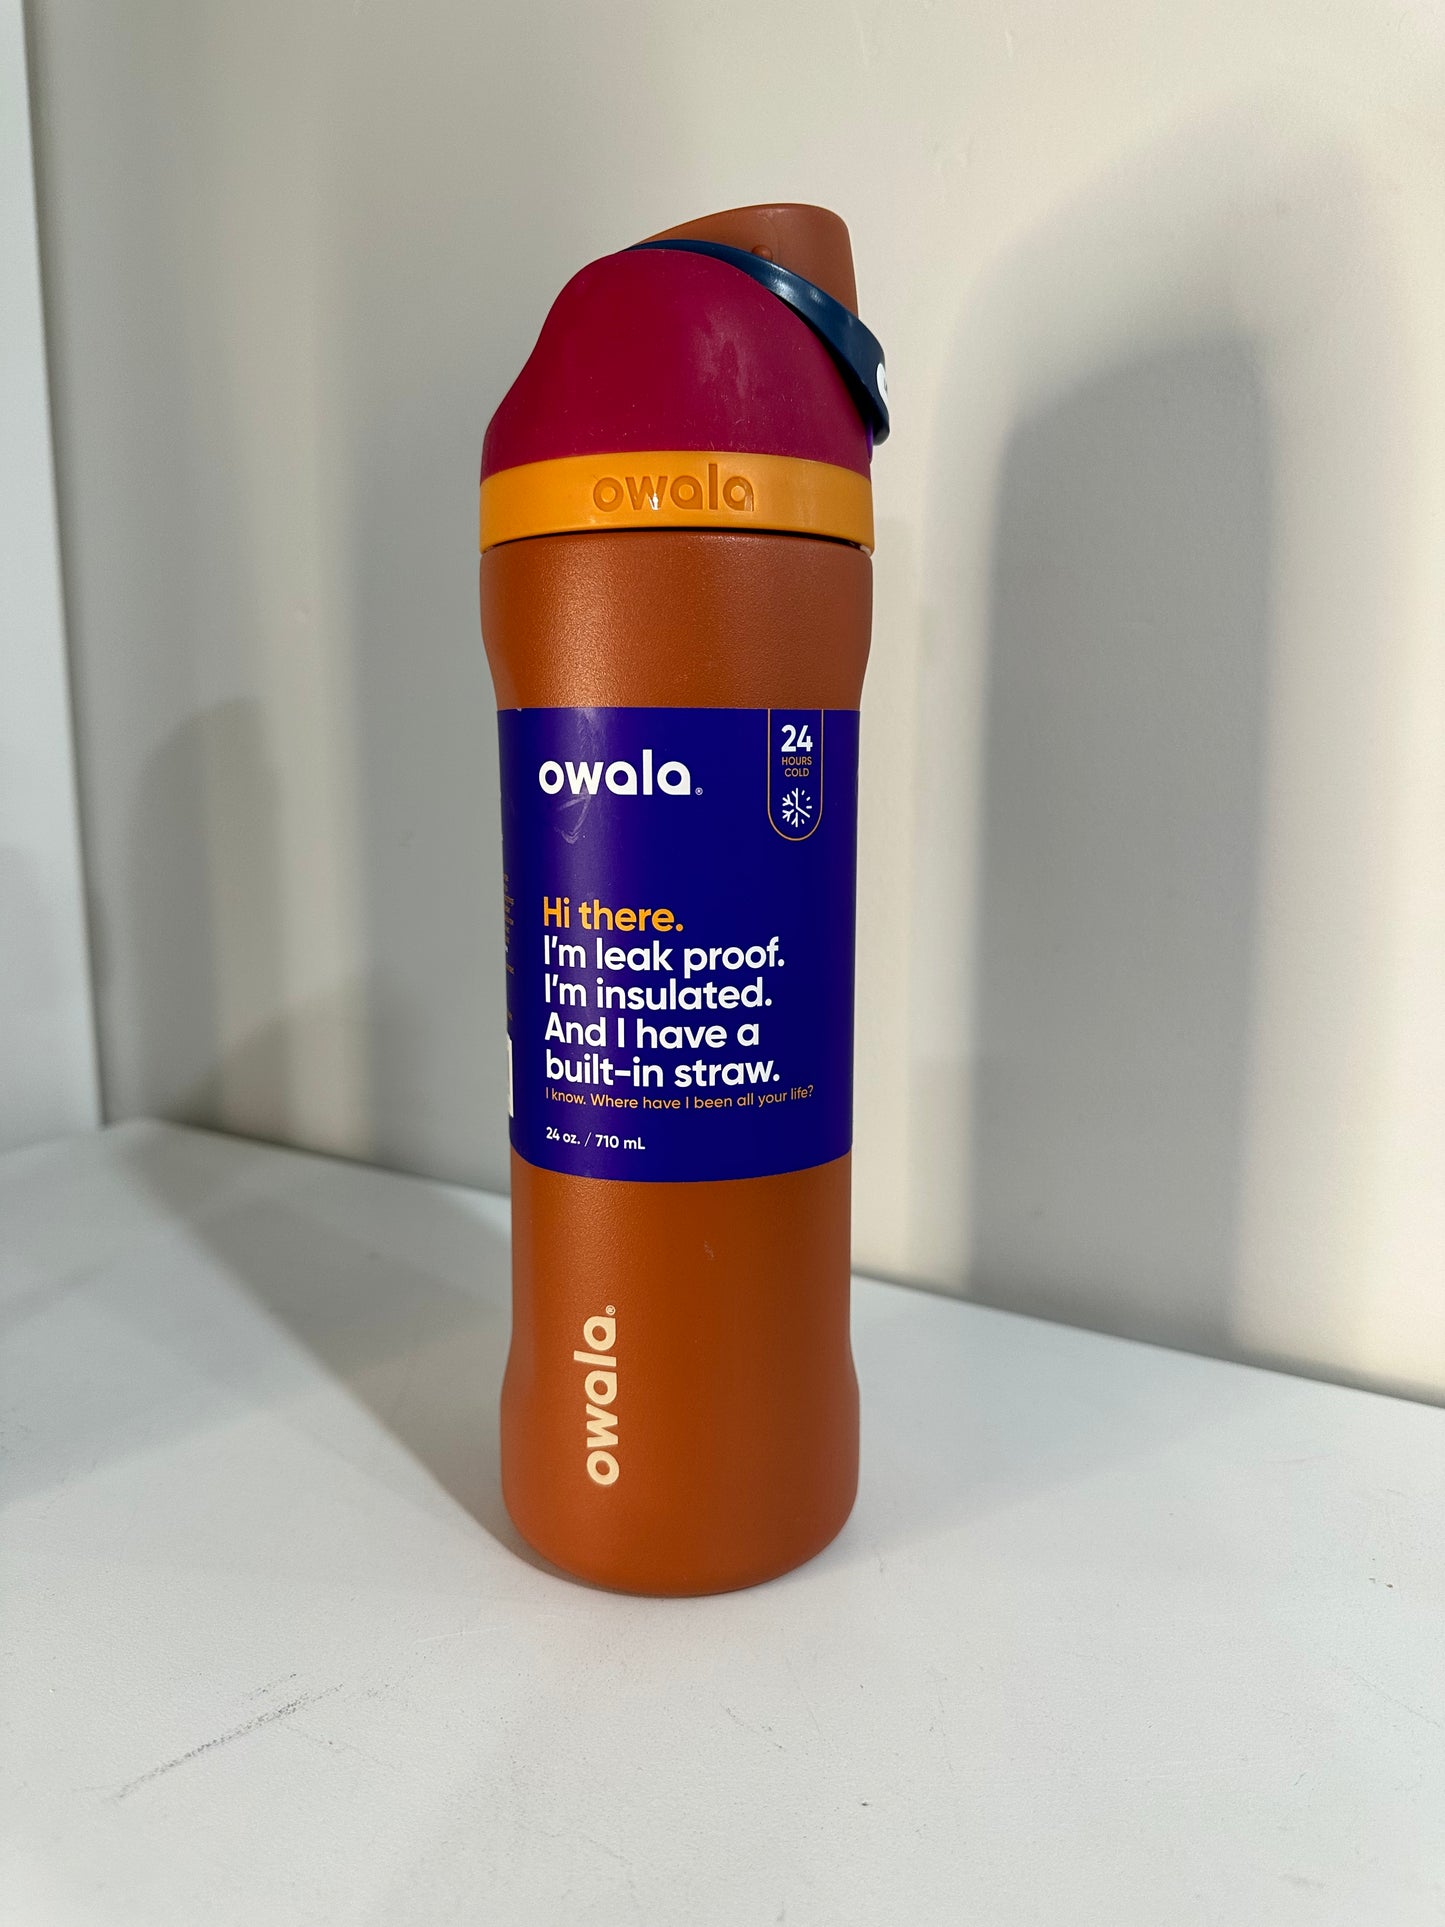 owala
owala®
24
HOURS
COLD
Hi there.
I'm leak proof.
I'm insulated.
And I have a
built-in straw.
I know. Where have I been all your life?
24 oz. / 710 mL
owala®